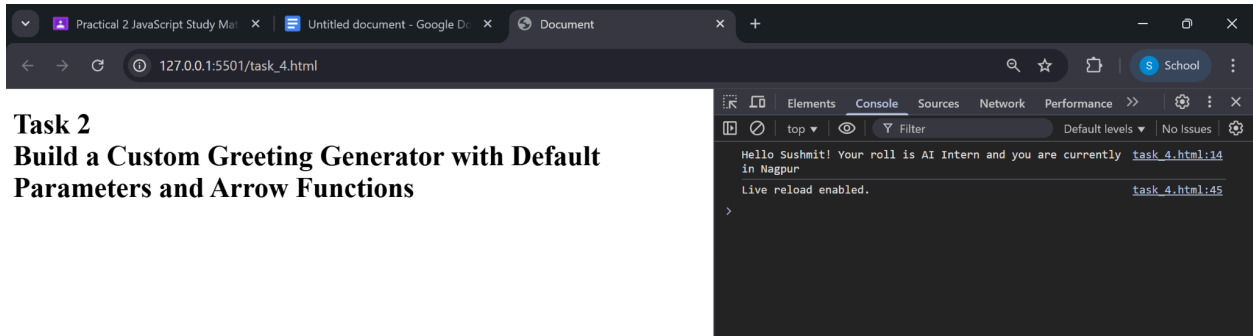 Practical 2 JavaScript Study Mat
Untitled document - Google Do
Document
127.0.0.1:5501/task_4.html
S School
Task 2
Build a Custom Greeting Generator with Default
Parameters and Arrow Functions
Elements Console Sources Network Performance
top Filter Default levels No Issues
Hello Sushmit! Your roll is AI Intern and you are currently task_4.html:14
in Nagpur
Live reload enabled. task_4.html:45